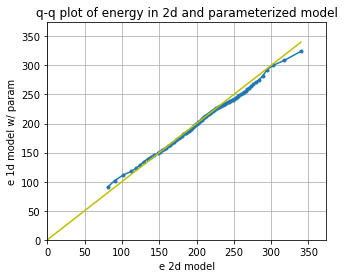 q-q plot of energy in 2d and parameterized model
e 1d model w/ param
350
300
250
200
150
100
50
0
0 50 100 150 200 250 300 350
e 2d model